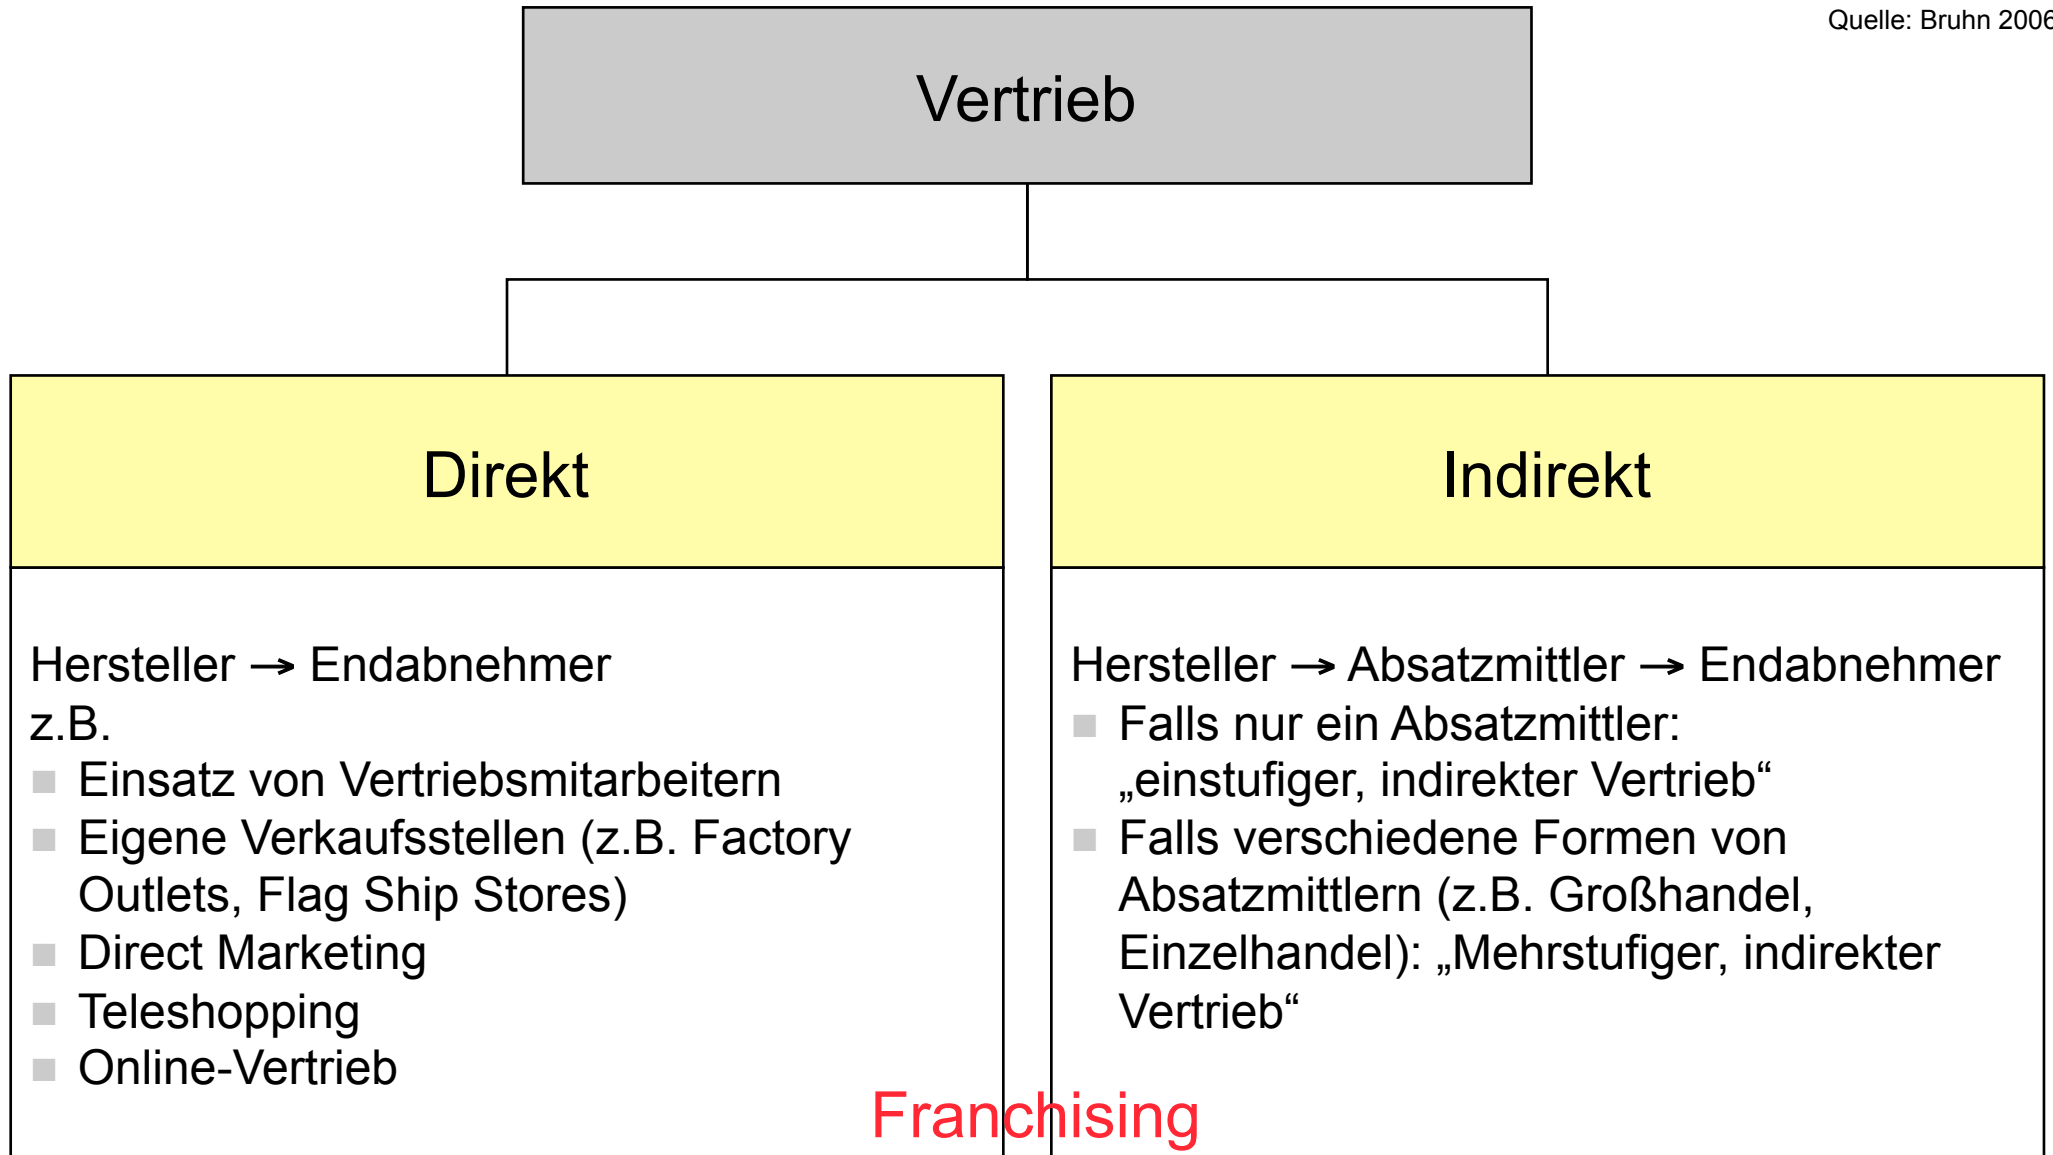 Quelle: Bruhn 2006
Vertrieb
Direkt
Hersteller → Endabnehmer
z.B.
Einsatz von Vertriebsmitarbeitern
Eigene Verkaufsstellen (z.B. Factory
Outlets, Flag Ship Stores)
Direct Marketing
Teleshopping
Online-Vertrieb
Indirekt
Hersteller → Absatzmittler → Endabnehmer
Falls nur ein Absatzmittler:
„einstufiger, indirekter Vertrieb“
Falls verschiedene Formen von
Absatzmittlern (z.B. Großhandel,
Einzelhandel): „Mehrstufiger, indirekter
Vertrieb“
Franchising